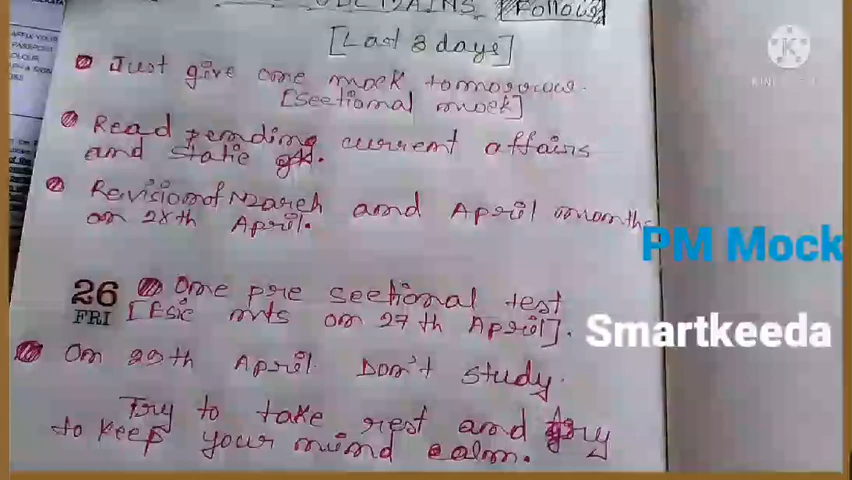 MAINS [Follow]
[Last 3 days]
Just give one mock tomorrow.
[Sectional mock]
Read pending current affairs
and static gk.
Revision of March and April months
on 28th April.
26 One pre sectional test
FRI [Esic mts on 27th April].
On 29th April Don't study.
Try to take rest and try
to keep your mind calm.
PM Mock
Smartkeeda
K